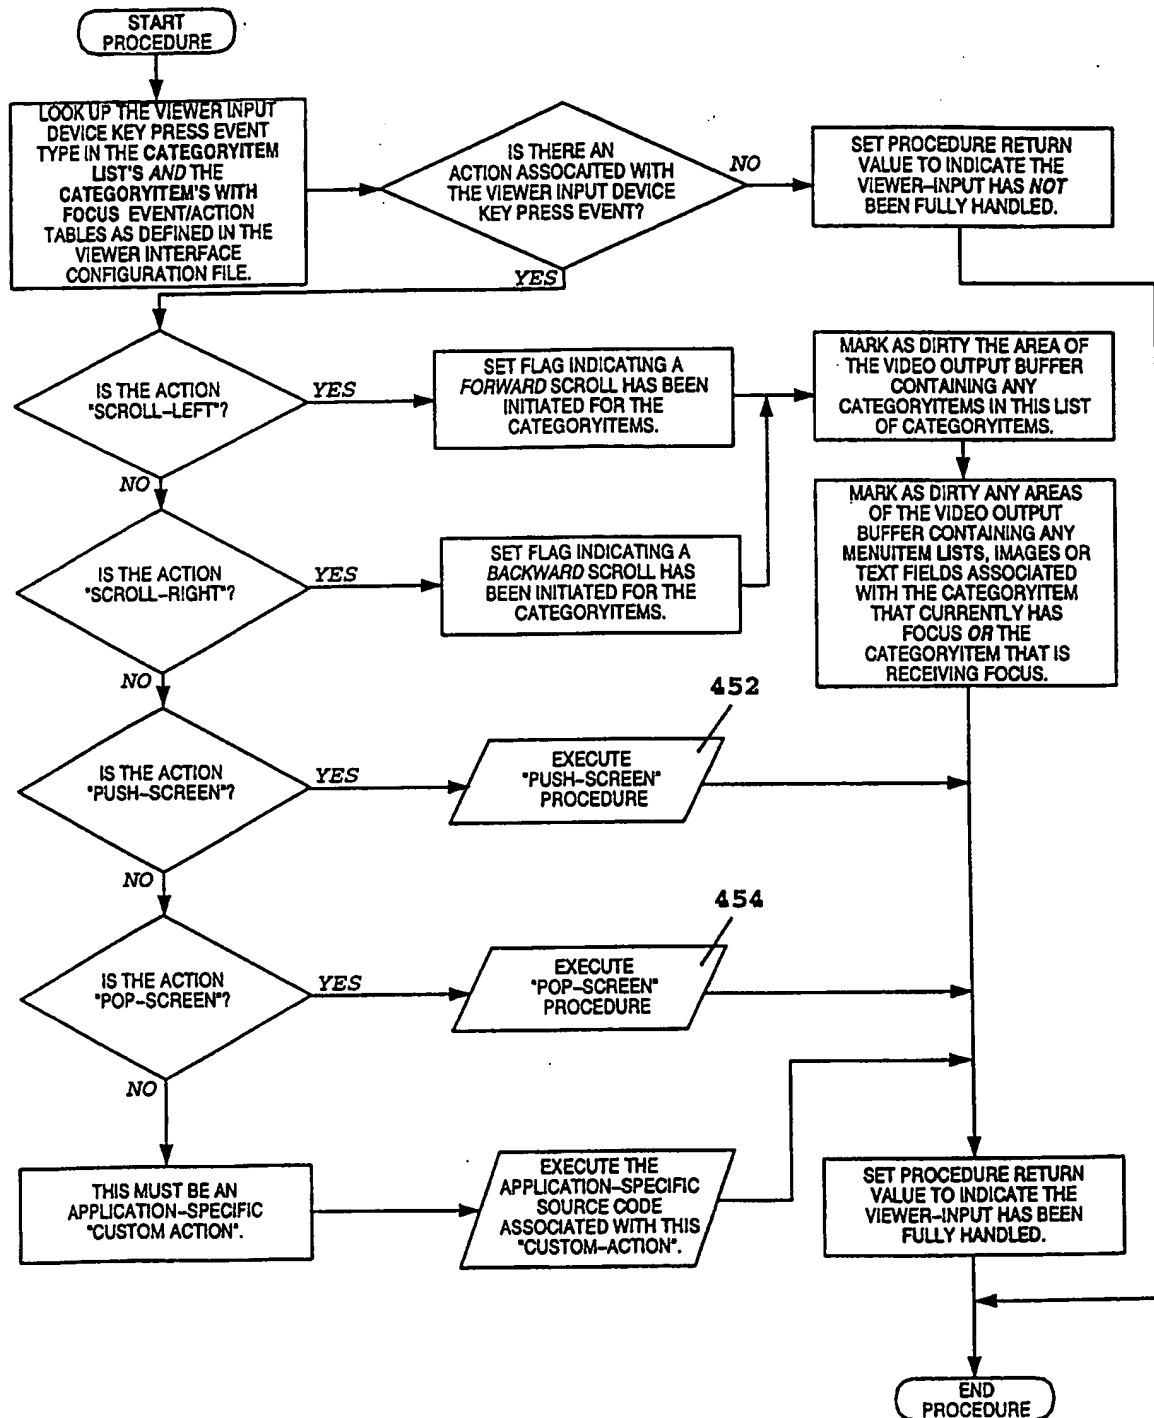 START
PROCEDURE
LOOK UP THE VIEWER INPUT
DEVICE KEY PRESS EVENT
TYPE IN THE CATEGORYITEM
LIST'S AND THE
CATEGORYITEM'S WITH
FOCUS EVENT/ACTION
TABLES AS DEFINED IN THE
VIEWER INTERFACE
CONFIGURATION FILE.
IS THERE AN
ACTION ASSOCAITED WITH
THE VIEWER INPUT DEVICE
KEY PRESS EVENT?
NO
SET PROCEDURE RETURN
VALUE TO INDICATE THE
VIEWER-INPUT HAS NOT
BEEN FULLY HANDLED.
YES
IS THE ACTION
"SCROLL-LEFT"?
YES
SET FLAG INDICATING A
FORWARD SCROLL HAS BEEN
INITIATED FOR THE
CATEGORYITEMS.
MARK AS DIRTY THE AREA OF
THE VIDEO OUTPUT BUFFER
CONTAINING ANY
CATEGORYITEMS IN THIS LIST
OF CATEGORYITEMS.
NO
IS THE ACTION
"SCROLL-RIGHT"?
YES
SET FLAG INDICATING A
BACKWARD SCROLL HAS
BEEN INITIATED FOR THE
CATEGORYITEMS.
MARK AS DIRTY ANY AREAS
OF THE VIDEO OUTPUT
BUFFER CONTAINING ANY
MENUITEM LISTS, IMAGES OR
TEXT FIELDS ASSOCIATED
WITH THE CATEGORYITEM
THAT CURRENTLY HAS
FOCUS OR THE
CATEGORYITEM THAT IS
RECEIVING FOCUS.
NO
452
IS THE ACTION
"PUSH-SCREEN"?
YES
EXECUTE
"PUSH-SCREEN"
PROCEDURE
NO
454
IS THE ACTION
"POP-SCREEN"?
YES
EXECUTE
"POP-SCREEN"
PROCEDURE
NO
THIS MUST BE AN
APPLICATION-SPECIFIC
"CUSTOM ACTION".
EXECUTE THE
APPLICATION-SPECIFIC
SOURCE CODE
ASSOCIATED WITH THIS
"CUSTOM-ACTION".
SET PROCEDURE RETURN
VALUE TO INDICATE THE
VIEWER-INPUT HAS BEEN
FULLY HANDLED.
END
PROCEDURE